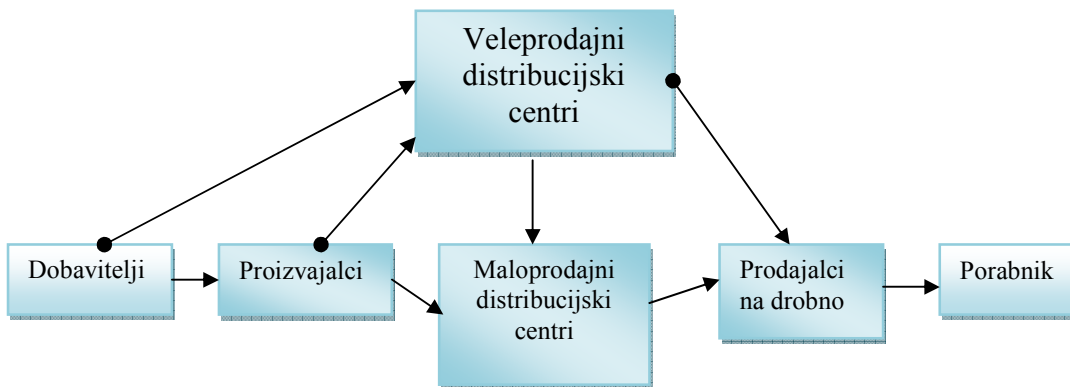 Veleprodajni
distribucijski
centri
Dobavitelji
Proizvajalci
Maloprodajni
distribucijski
centri
Prodajalci
na drobno
Porabnik